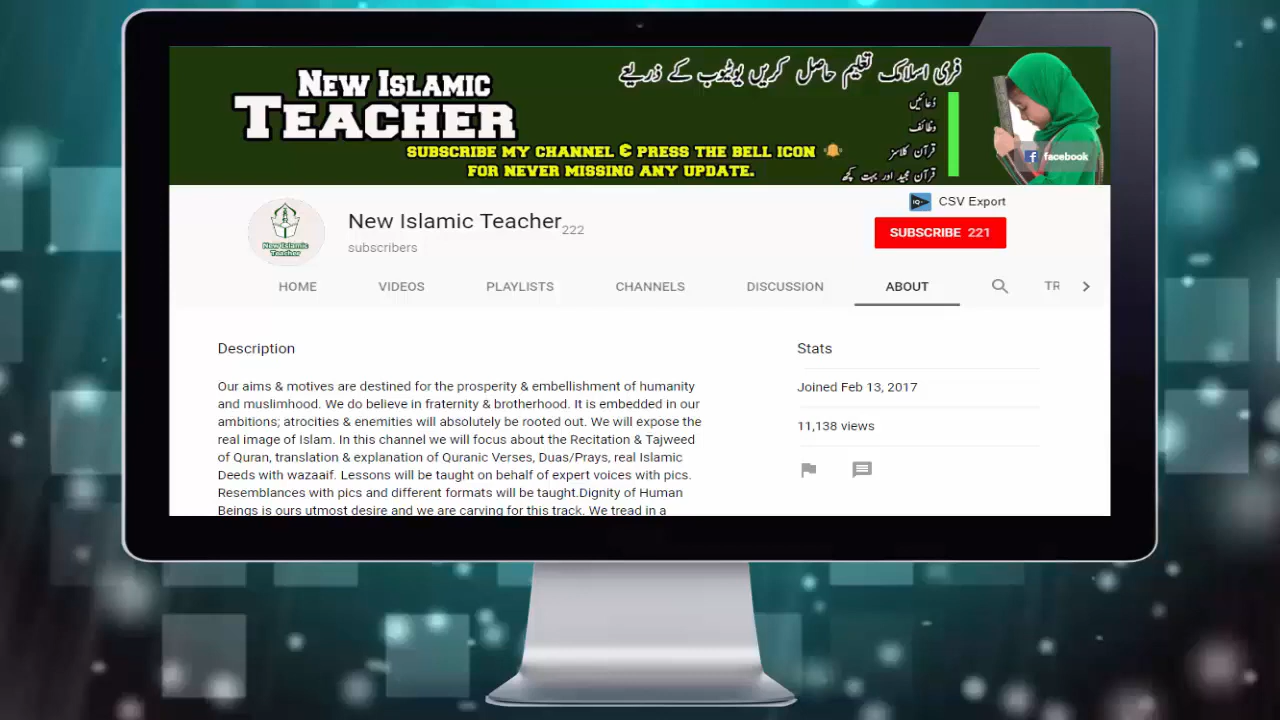 New Islamic
Teacher
Subscribe my channel & press the bell icon
for never missing any update.
فری اسلامک تعلیم حاصل کریں یوٹیوب کے ذریعے
دُعائیں
وظائف
قرآن کلاسز
قرآن مجید اور بہت کچھ
facebook
New Islamic
Teacher
New Islamic Teacher 222
subscribers
CSV Export
SUBSCRIBE 221
HOME VIDEOS PLAYLISTS CHANNELS DISCUSSION ABOUT TR
Description
Our aims & motives are destined for the prosperity & embellishment of humanity
and muslimhood. We do believe in fraternity & brotherhood. It is embedded in our
ambitions; atrocities & enemities will absolutely be rooted out. We will expose the
real image of Islam. In this channel we will focus about the Recitation & Tajweed
of Quran, translation & explanation of Quranic Verses, Duas/Prays, real Islamic
Deeds with wazaaif. Lessons will be taught on behalf of expert voices with pics.
Resemblances with pics and different formats will be taught.Dignity of Human
Beings is ours utmost desire and we are carving for this track. We tread in a
Stats
Joined Feb 13, 2017
11,138 views